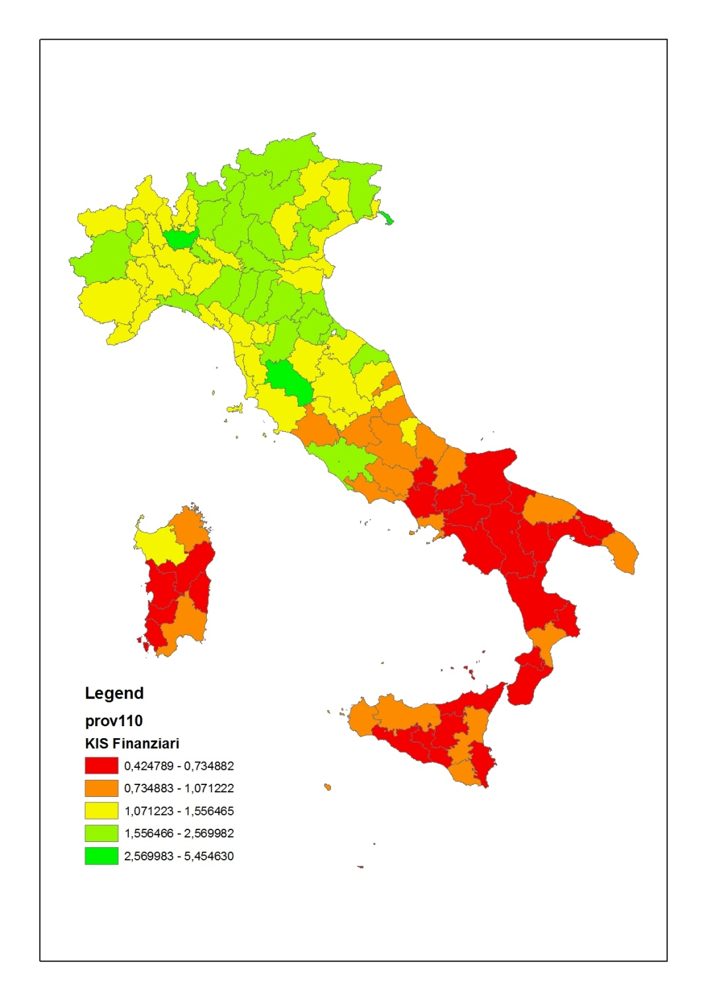 Legend
prov110
KIS Finanziari
0,424789 - 0,734882
0,734883 - 1,071222
1,071223 - 1,556465
1,556466 - 2,569982
2,569983 - 5,454630